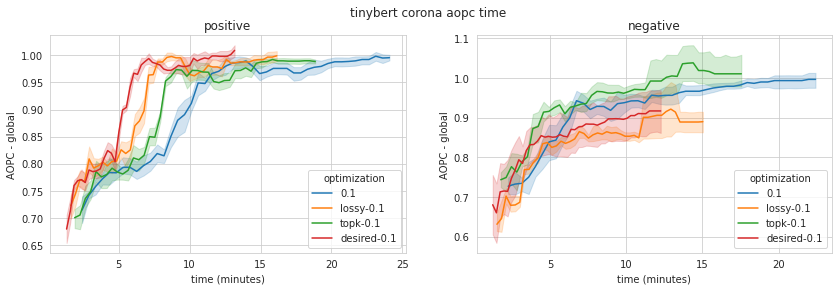 tinybert corona aopc time
positive
AOPC - global
1.00
0.95
0.90
0.85
0.80
0.75
0.70
0.65
5
10
15
20
25
time (minutes)
optimization
0.1
lossy-0.1
topk-0.1
desired-0.1
negative
AOPC - global
1.1
1.0
0.9
0.8
0.7
0.6
5
10
15
20
time (minutes)
optimization
0.1
lossy-0.1
topk-0.1
desired-0.1